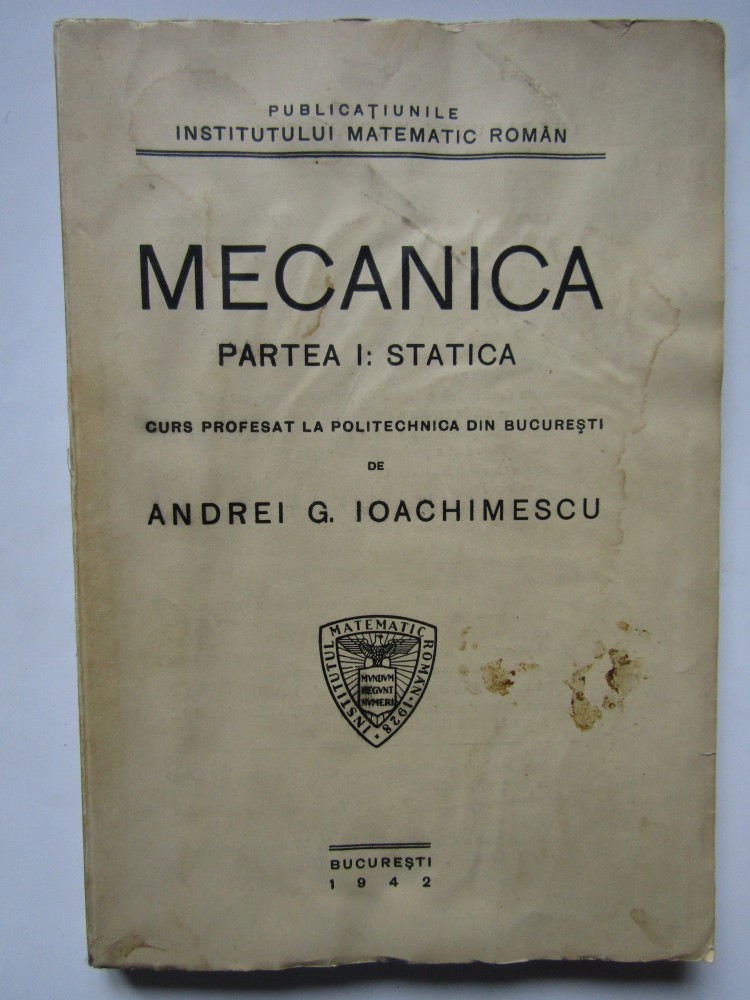 PUBLICAȚIUNILE
INSTITUTULUI MATEMATIC ROMÂN
MECANICA
PARTEA I: STATICA
CURS PROFESAT LA POLITECHNICA DIN BUCUREȘTI
DE
ANDREI G. IOACHIMESCU
INSTITUTUL MATEMATIC ROMÂN · 1928 ·
MVNDVM
REGVNT
NVMERI
BUCUREȘTI
1942